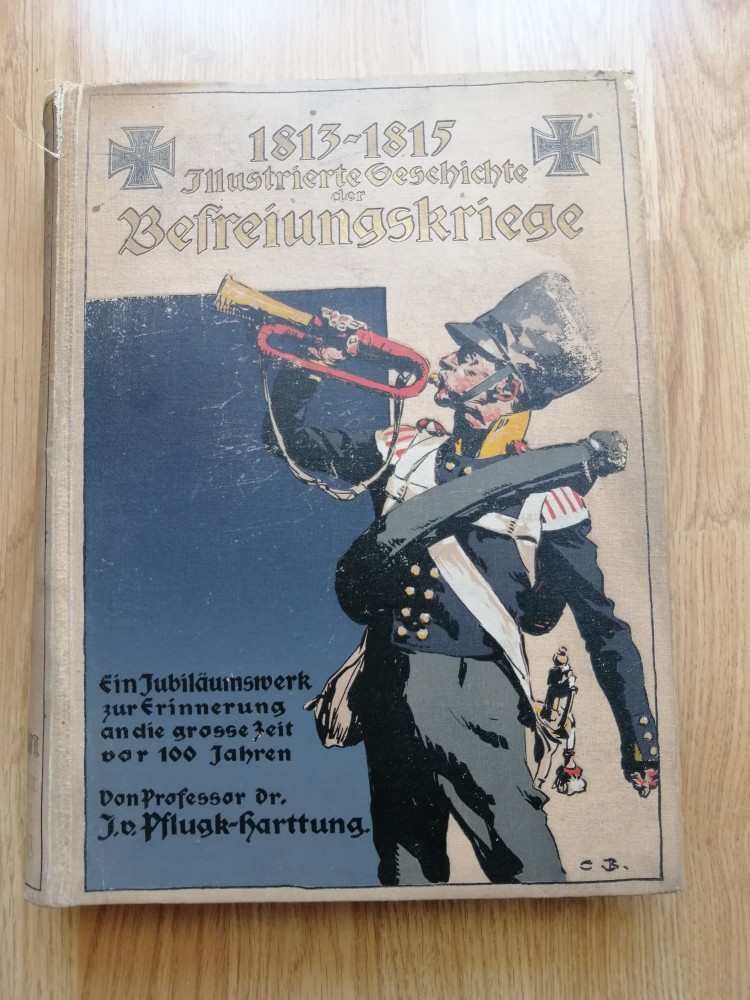 1813-1815
Illustrierte Geschichte
der
Befreiungskriege
Ein Jubiläumswerk
zur Erinnerung
an die grosse Zeit
vor 100 Jahren
Von Professor Dr.
J. v. Pflugk-Harttung.
C B.